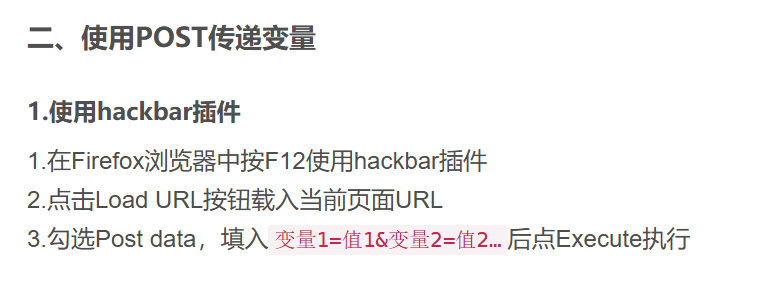 二、使用POST传递变量
1.使用hackbar插件
1.在Firefox浏览器中按F12使用hackbar插件
2.点击Load URL按钮载入当前页面URL
3.勾选Post data，填入 变量1=值1&变量2=值2… 后点Execute执行